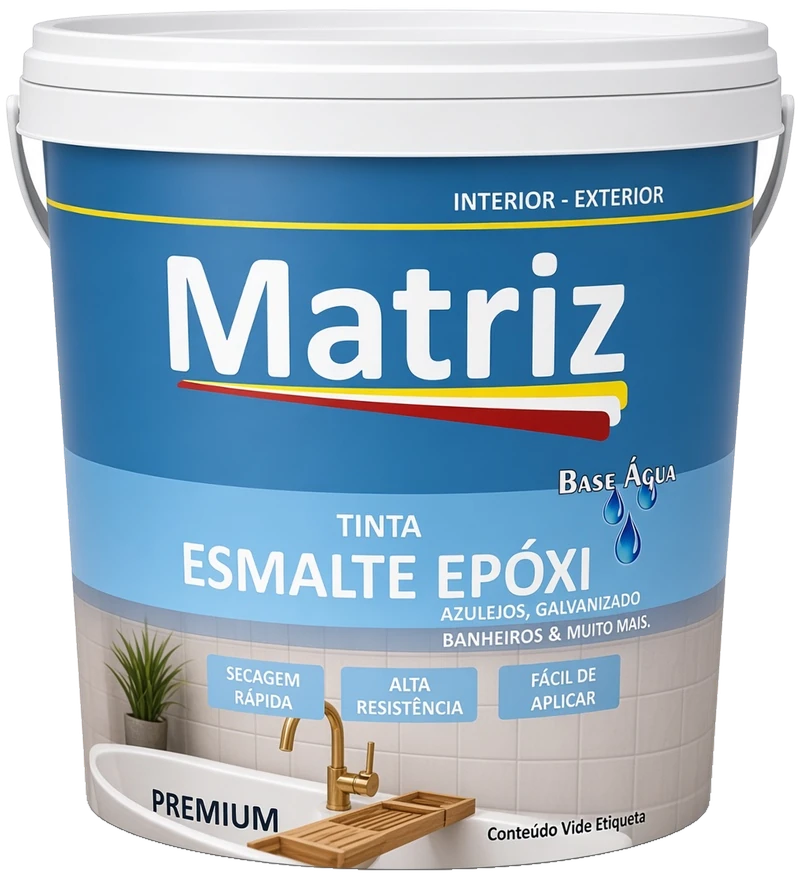 INTERIOR - EXTERIOR
Matriz
BASE ÁGUA
TINTA
ESMALTE EPÓXI
AZULEJOS, GALVANIZADO
BANHEIROS & MUITO MAIS.
SECAGEM
RÁPIDA
ALTA
RESISTÊNCIA
FÁCIL DE
APLICAR
PREMIUM
Conteúdo Vide Etiqueta